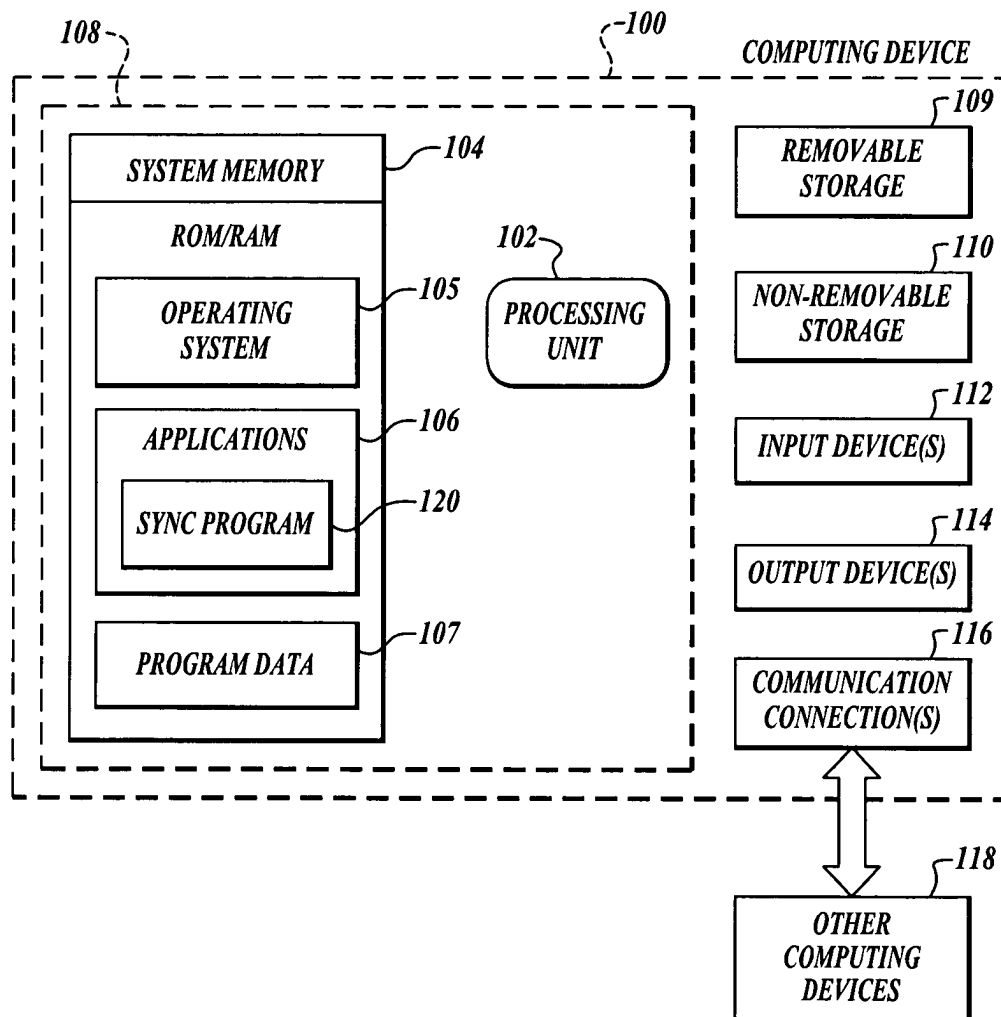 108
100
COMPUTING DEVICE
109
REMOVABLE
STORAGE
SYSTEM MEMORY
104
ROM/RAM
102
110
NON-REMOVABLE
STORAGE
OPERATING
SYSTEM
105
PROCESSING
UNIT
112
INPUT DEVICE(S)
APPLICATIONS
106
SYNC PROGRAM
120
114
OUTPUT DEVICE(S)
PROGRAM DATA
107
116
COMMUNICATION
CONNECTION(S)
118
OTHER
COMPUTING
DEVICES